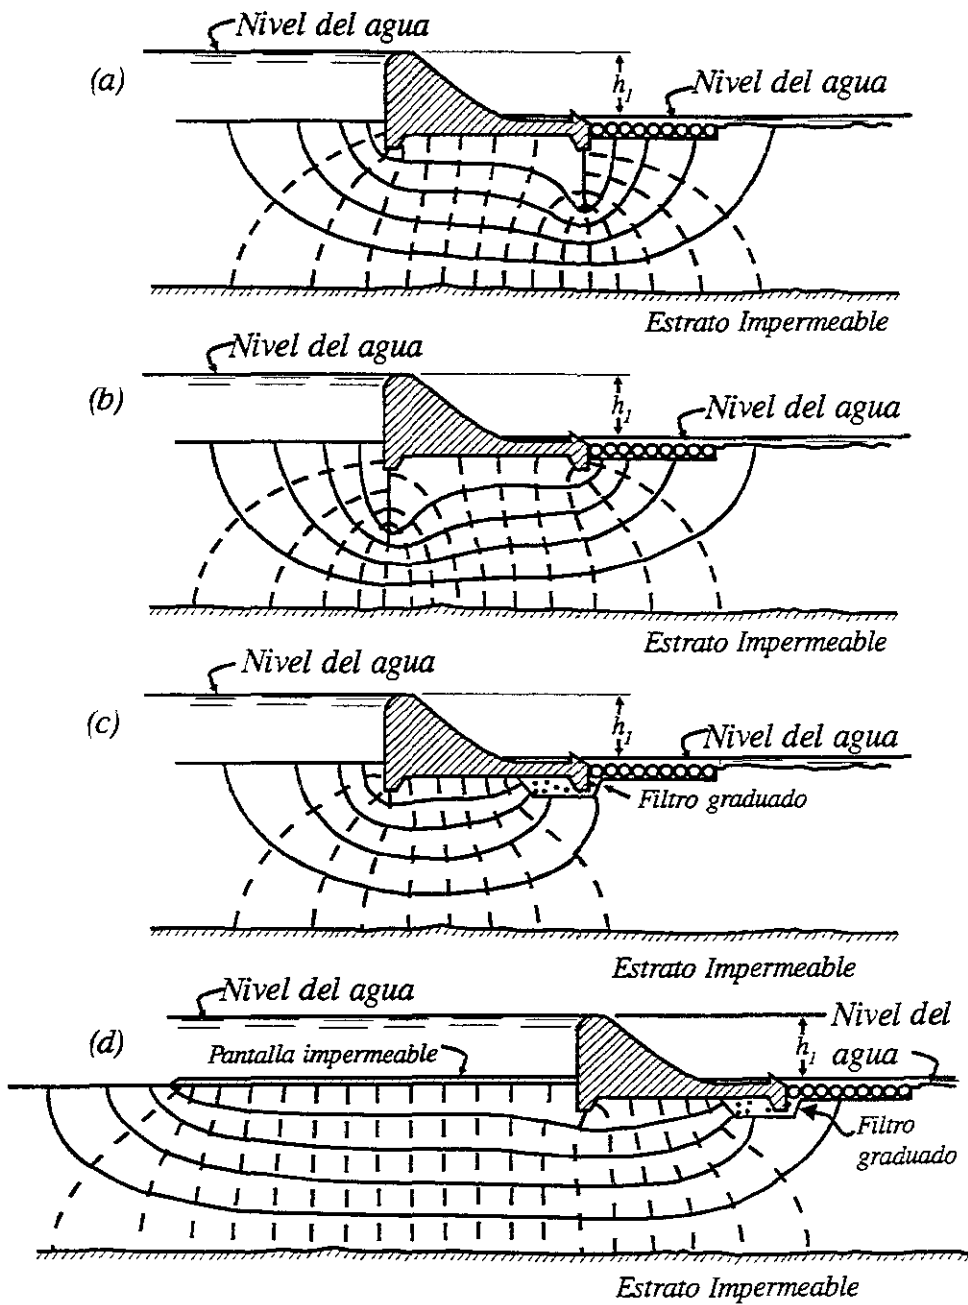 Nivel del agua
(a)
h1
Nivel del agua
Estrato Impermeable
Nivel del agua
(b)
h1
Nivel del agua
Estrato Impermeable
Nivel del agua
(c)
h1
Nivel del agua
Filtro graduado
Estrato Impermeable
Nivel del agua
(d)
Pantalla impermeable
h1
Nivel del
agua
Filtro
graduado
Estrato Impermeable